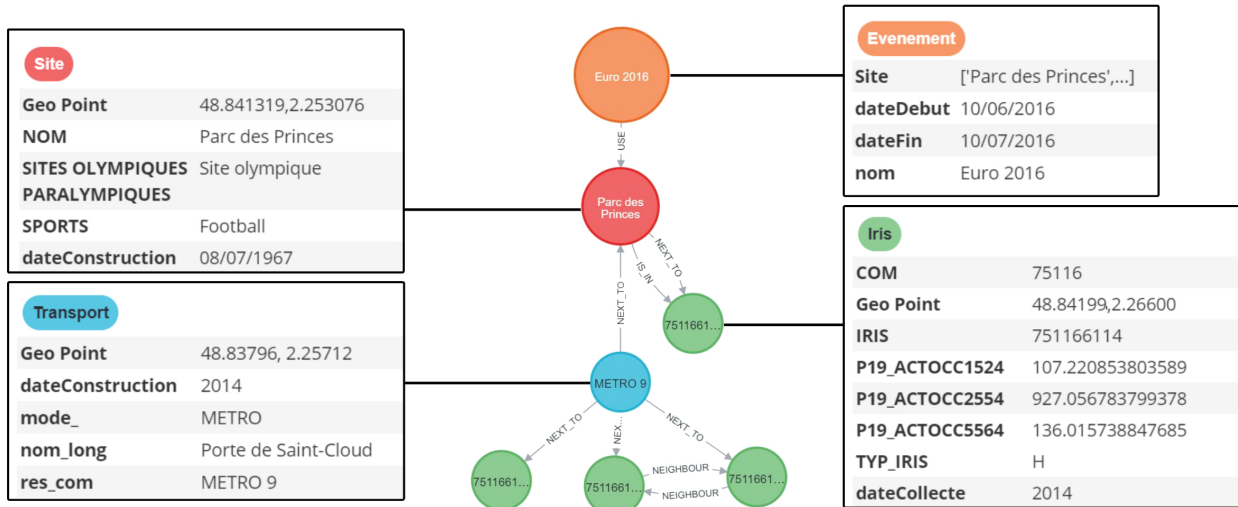 Site
Geo Point 48.841319,2.253076
NOM Parc des Princes
SITES OLYMPIQUES Site olympique
PARALYMPIQUES
SPORTS Football
dateConstruction 08/07/1967
Transport
Geo Point 48.83796, 2.25712
dateConstruction 2014
mode_ METRO
nom_long Porte de Saint-Cloud
res_com METRO 9
Euro 2016
USE
Parc des
Princes
NEXT_TO
IS_IN
NEXT_TO
7511661...
METRO 9
NEXT_TO
NEX...
NEXT_TO
7511661...
7511661...
NEIGHBOUR
NEIGHBOUR
7511661...
Evenement
Site ['Parc des Princes',...]
dateDebut 10/06/2016
dateFin 10/07/2016
nom Euro 2016
Iris
COM 75116
Geo Point 48.84199,2.26600
IRIS 751166114
P19_ACTOCC1524 107.220853803589
P19_ACTOCC2554 927.056783799378
P19_ACTOCC5564 136.015738847685
TYP_IRIS H
dateCollecte 2014